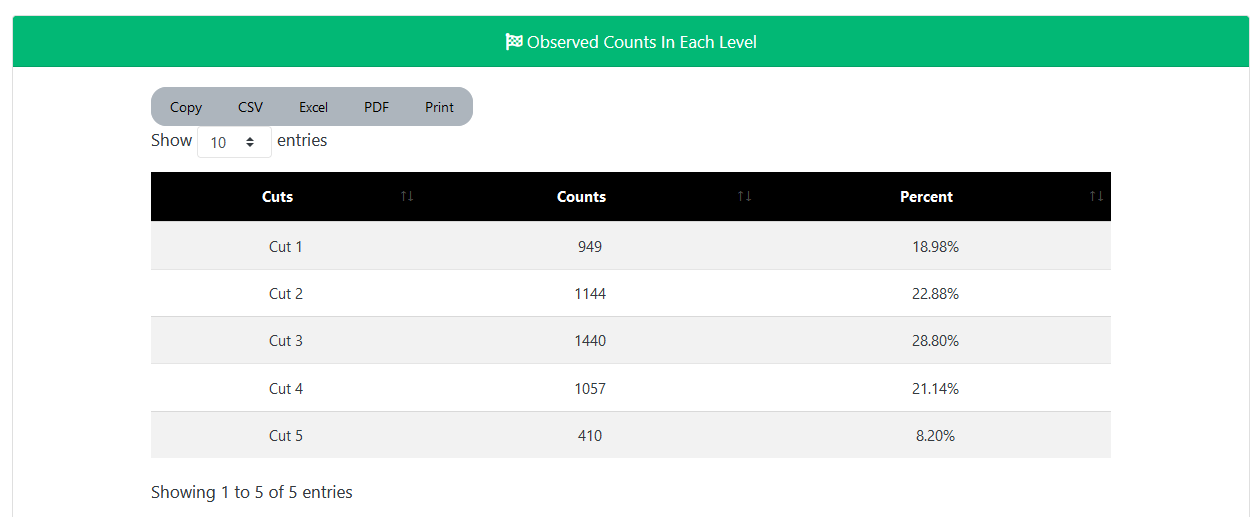 Observed Counts In Each Level
Copy CSV Excel PDF Print
Show 10 entries
Cuts Counts Percent
Cut 1 949 18.98%
Cut 2 1144 22.88%
Cut 3 1440 28.80%
Cut 4 1057 21.14%
Cut 5 410 8.20%
Showing 1 to 5 of 5 entries